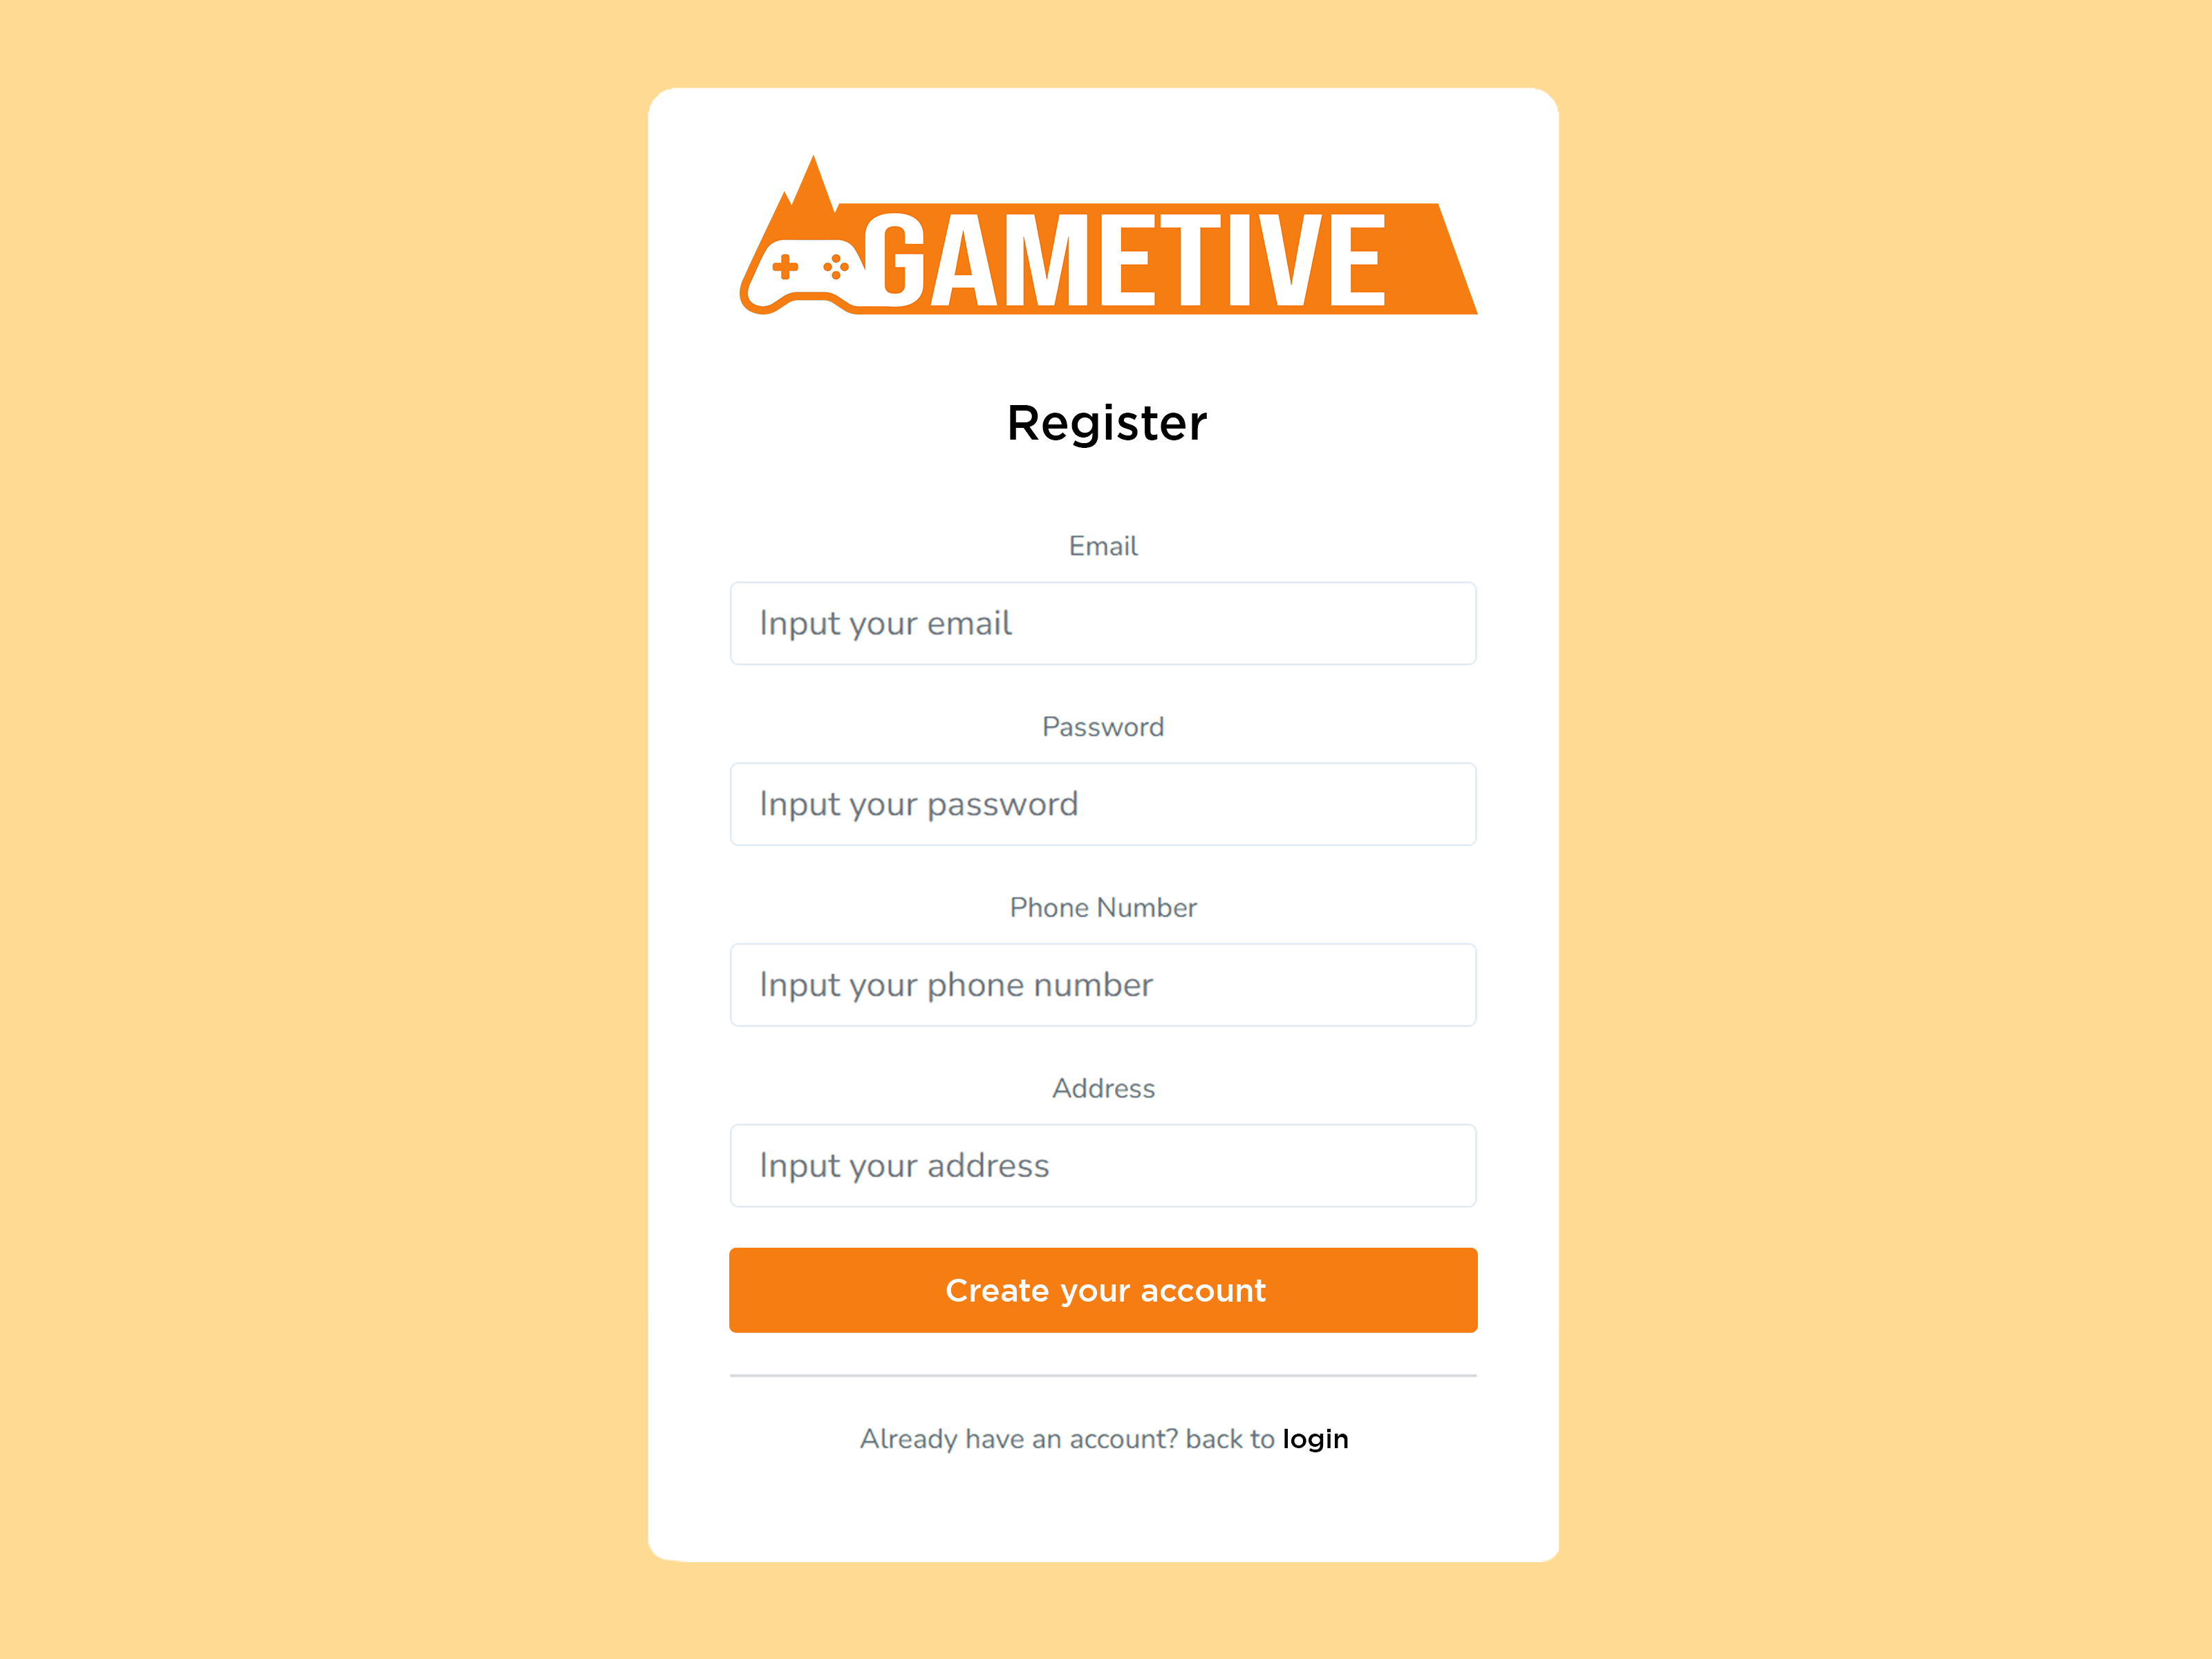 GAMETIVE
Register
Email
Input your email
Password
Input your password
Phone Number
Input your phone number
Address
Input your address
Create your account
Already have an account? back to login